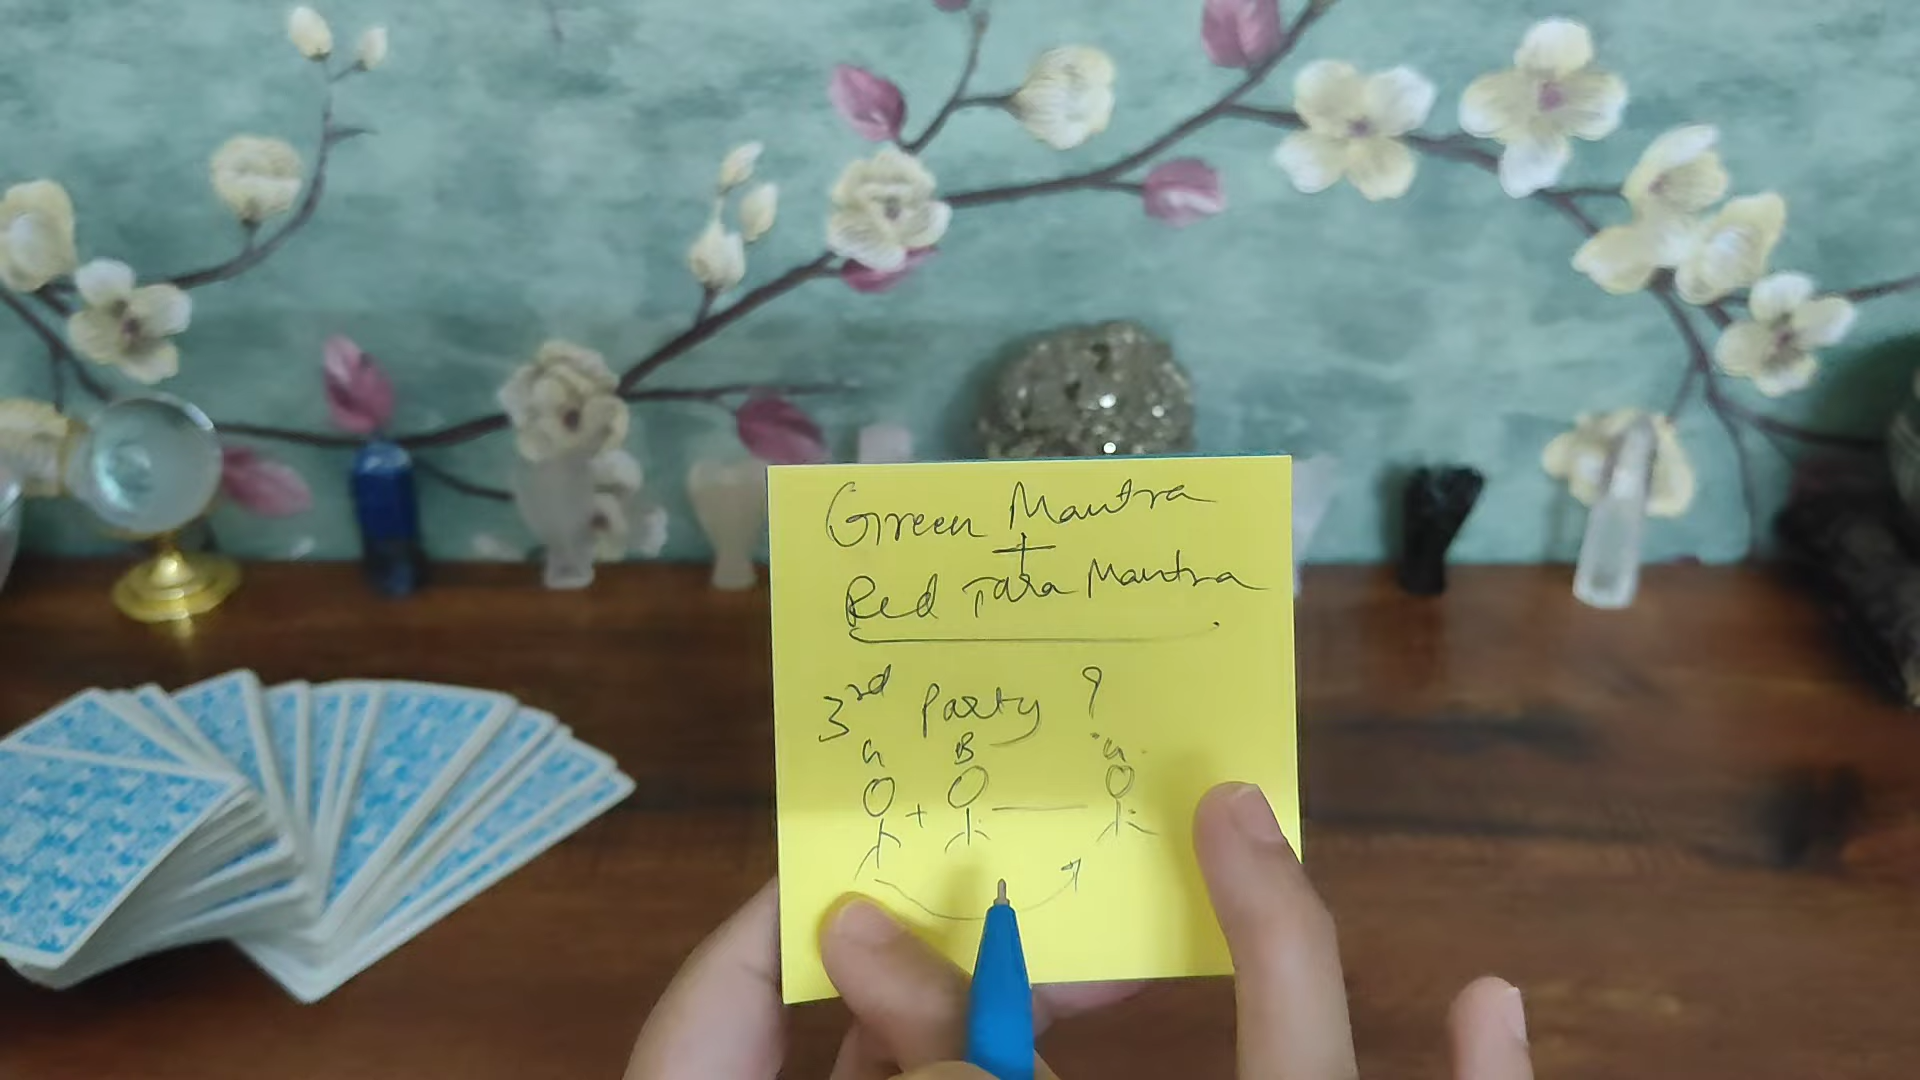 Green Mantra
+
Red Tara Mantra
3rd Party ?
G B G
+